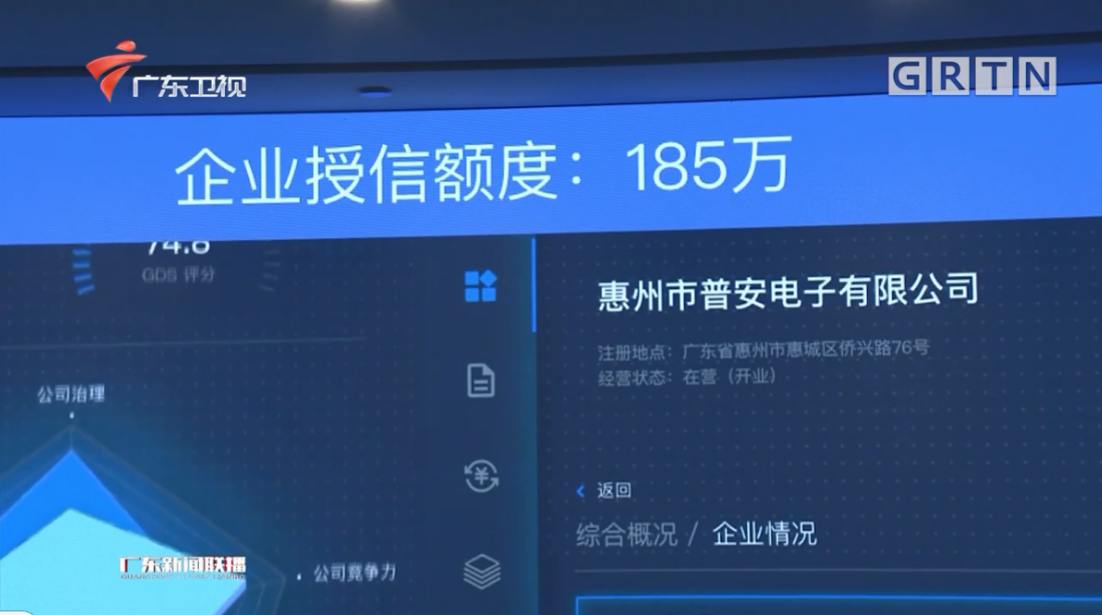 广东卫视
GRTN
企业授信额度：185万
74.8
GDS 评分
惠州市普安电子有限公司
注册地点：广东省惠州市惠城区侨兴路76号
经营状态：在营（开业）
公司治理
返回
综合概况 / 企业情况
公司竞争力
广东新闻联播